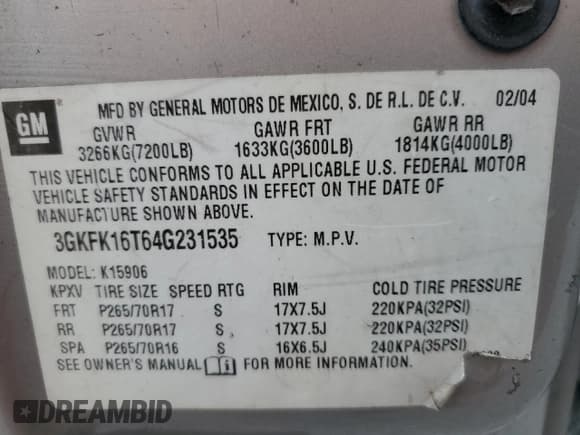 GM
MFD BY GENERAL MOTORS DE MEXICO, S. DE R.L. DE C.V. 02/04
GVWR GAWR FRT GAWR RR
3266KG(7200LB) 1633KG(3600LB) 1814KG(4000LB)
THIS VEHICLE CONFORMS TO ALL APPLICABLE U.S. FEDERAL MOTOR
VEHICLE SAFETY STANDARDS IN EFFECT ON THE DATE OF
MANUFACTURE SHOWN ABOVE.
3GKFK16T64G231535 TYPE: M.P.V.
MODEL: K15906
KPXV TIRE SIZE SPEED RTG RIM COLD TIRE PRESSURE
FRT P265/70R17 S 17X7.5J 220KPA(32PSI)
RR P265/70R17 S 17X7.5J 220KPA(32PSI)
SPA P265/70R16 S 16X6.5J 240KPA(35PSI)
SEE OWNER'S MANUAL FOR MORE INFORMATION.
DREAMBID